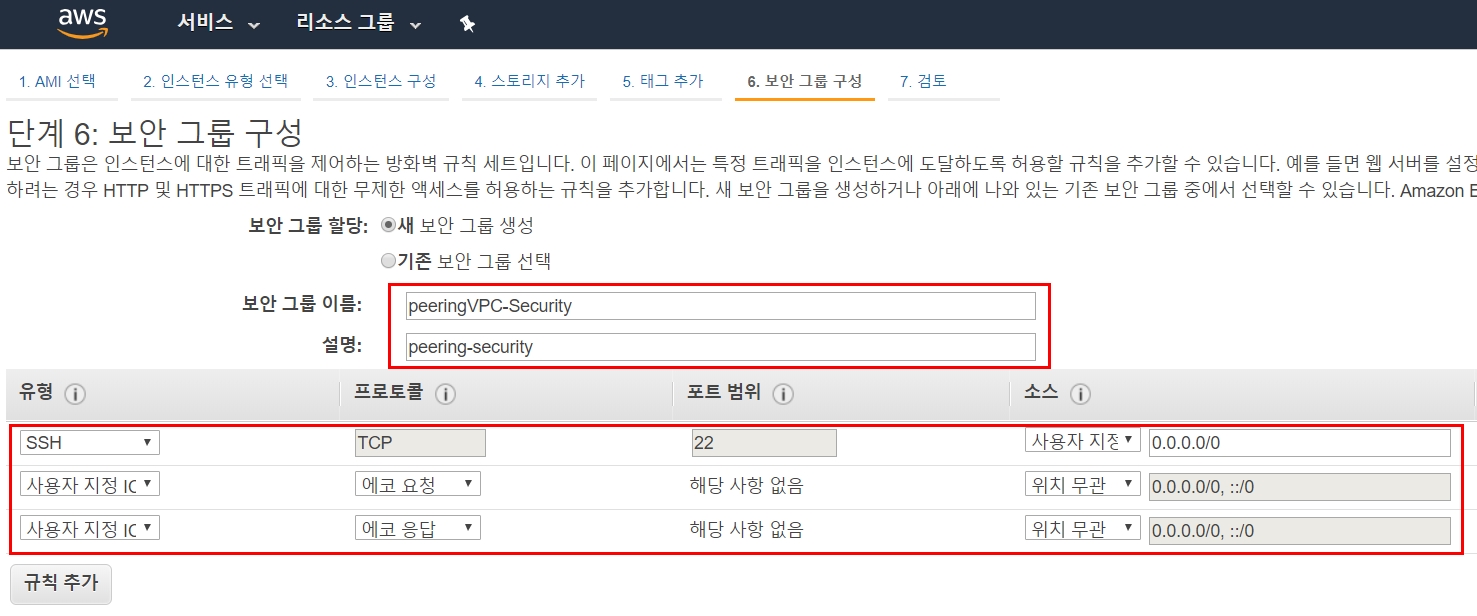 aws 서비스 리소스 그룹
1. AMI 선택 2. 인스턴스 유형 선택 3. 인스턴스 구성 4. 스토리지 추가 5. 태그 추가 6. 보안 그룹 구성 7. 검토
단계 6: 보안 그룹 구성
보안 그룹은 인스턴스에 대한 트래픽을 제어하는 방화벽 규칙 세트입니다. 이 페이지에서는 특정 트래픽을 인스턴스에 도달하도록 허용할 규칙을 추가할 수 있습니다. 예를 들면 웹 서버를 설정
하려는 경우 HTTP 및 HTTPS 트래픽에 대한 무제한 액세스를 허용하는 규칙을 추가합니다. 새 보안 그룹을 생성하거나 아래에 나와 있는 기존 보안 그룹 중에서 선택할 수 있습니다. Amazon E
보안 그룹 할당: 새 보안 그룹 생성
기존 보안 그룹 선택
보안 그룹 이름: peeringVPC-Security
설명: peering-security
유형 i 프로토콜 i 포트 범위 i 소스 i
SSH TCP 22 사용자 지정 0.0.0.0/0
사용자 지정 IC 에코 요청 해당 사항 없음 위치 무관 0.0.0.0/0, ::/0
사용자 지정 IC 에코 응답 해당 사항 없음 위치 무관 0.0.0.0/0, ::/0
규칙 추가